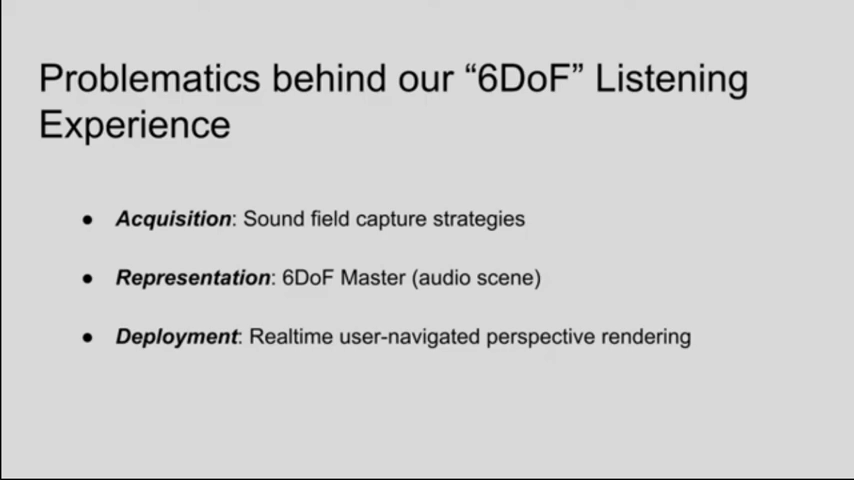 Problematics behind our “6DoF” Listening
Experience
● Acquisition: Sound field capture strategies
● Representation: 6DoF Master (audio scene)
● Deployment: Realtime user-navigated perspective rendering